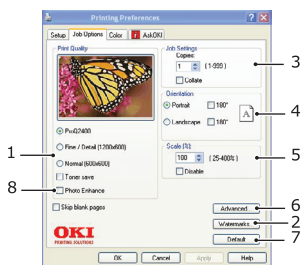 Printing Preferences
Setup Job Options Color AskOKI
Print Quality
ProQ2400
Fine / Detail (1200x600)
Normal (600x600)
Toner save
Photo Enhance
Skip blank pages
OKI
PRINTING SOLUTIONS
Job Settings
Copies:
1 (1-999)
Collate
Orientation
Portrait 180°
Landscape 180°
A
Scale (%):
100 (25-400%)
Disable
Advanced
Watermarks
Default
OK Cancel Apply Help
1
8
3
4
5
6
2
7